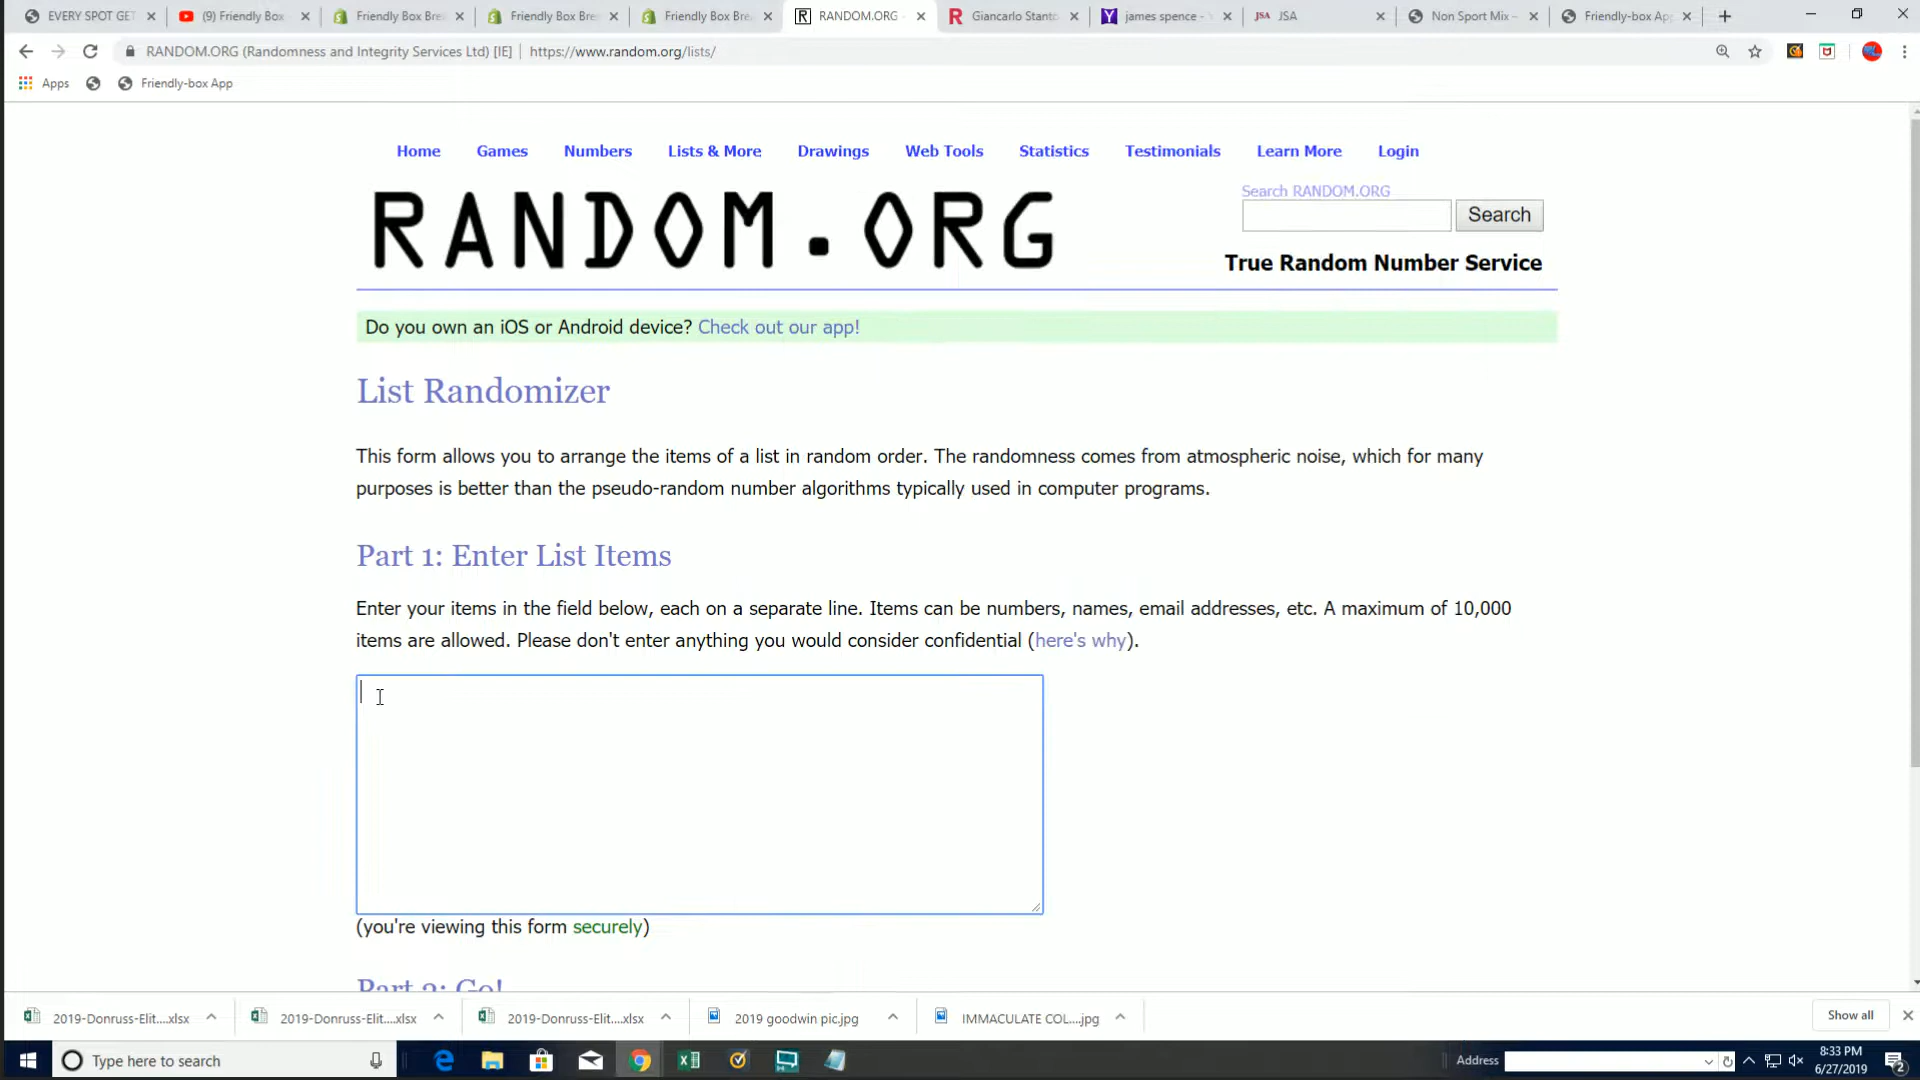 EVERY SPOT GET
(9) Friendly Box
Friendly Box Bre
Friendly Box Bre
Friendly Box Bre
RANDOM.ORG
Giancarlo Stant
james spence -
JSA
Non Sport Mix -
Friendly-box Ap
RANDOM.ORG (Randomness and Integrity Services Ltd) [IE] | https://www.random.org/lists/
Apps
Friendly-box App
Home Games Numbers Lists & More Drawings Web Tools Statistics Testimonials Learn More Login
RANDOM.ORG
Search RANDOM.ORG
Search
True Random Number Service
Do you own an iOS or Android device? Check out our app!
List Randomizer
This form allows you to arrange the items of a list in random order. The randomness comes from atmospheric noise, which for many
purposes is better than the pseudo-random number algorithms typically used in computer programs.
Part 1: Enter List Items
Enter your items in the field below, each on a separate line. Items can be numbers, names, email addresses, etc. A maximum of 10,000
items are allowed. Please don't enter anything you would consider confidential (here's why).
(you're viewing this form securely)
Part 2: Go!
2019-Donruss-Elit....xlsx
2019-Donruss-Elit....xlsx
2019-Donruss-Elit....xlsx
2019 goodwin pic.jpg
IMMACULATE COL....jpg
Show all
Type here to search
Address
8:33 PM
6/27/2019
2